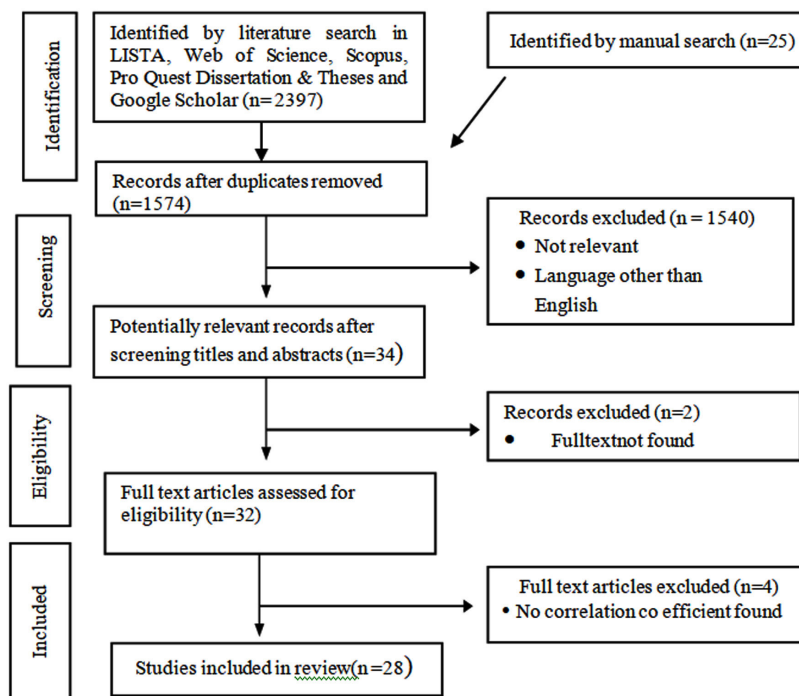 Identification
Identified by literature search in
LISTA, Web of Science, Scopus,
Pro Quest Dissertation & Theses and
Google Scholar (n=2397)
Identified by manual search (n=25)
Records after duplicates removed
(n=1574)
Screening
Records excluded (n = 1540)
• Not relevant
• Language other than
English
Potentially relevant records after
screening titles and abstracts (n=34)
Eligibility
Records excluded (n=2)
• Fulltextnot found
Full text articles assessed for
eligibility (n=32)
Included
Full text articles excluded (n=4)
• No correlation co efficient found
Studies included in review(n=28)